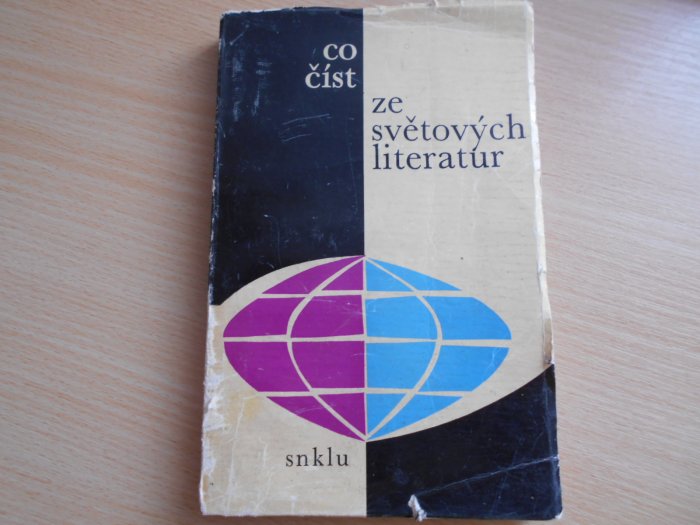 co
číst
ze
světových
literatur
snklu